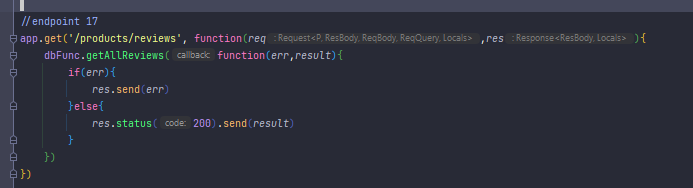 //endpoint 17
app.get('/products/reviews', function(req : Request<P, ResBody, ReqBody, ReqQuery, Locals> ,res : Response<ResBody, Locals> ){
dbFunc.getAllReviews( callback: function(err,result){
if(err){
res.send(err)
}else{
res.status( code: 200).send(result)
}
})
})